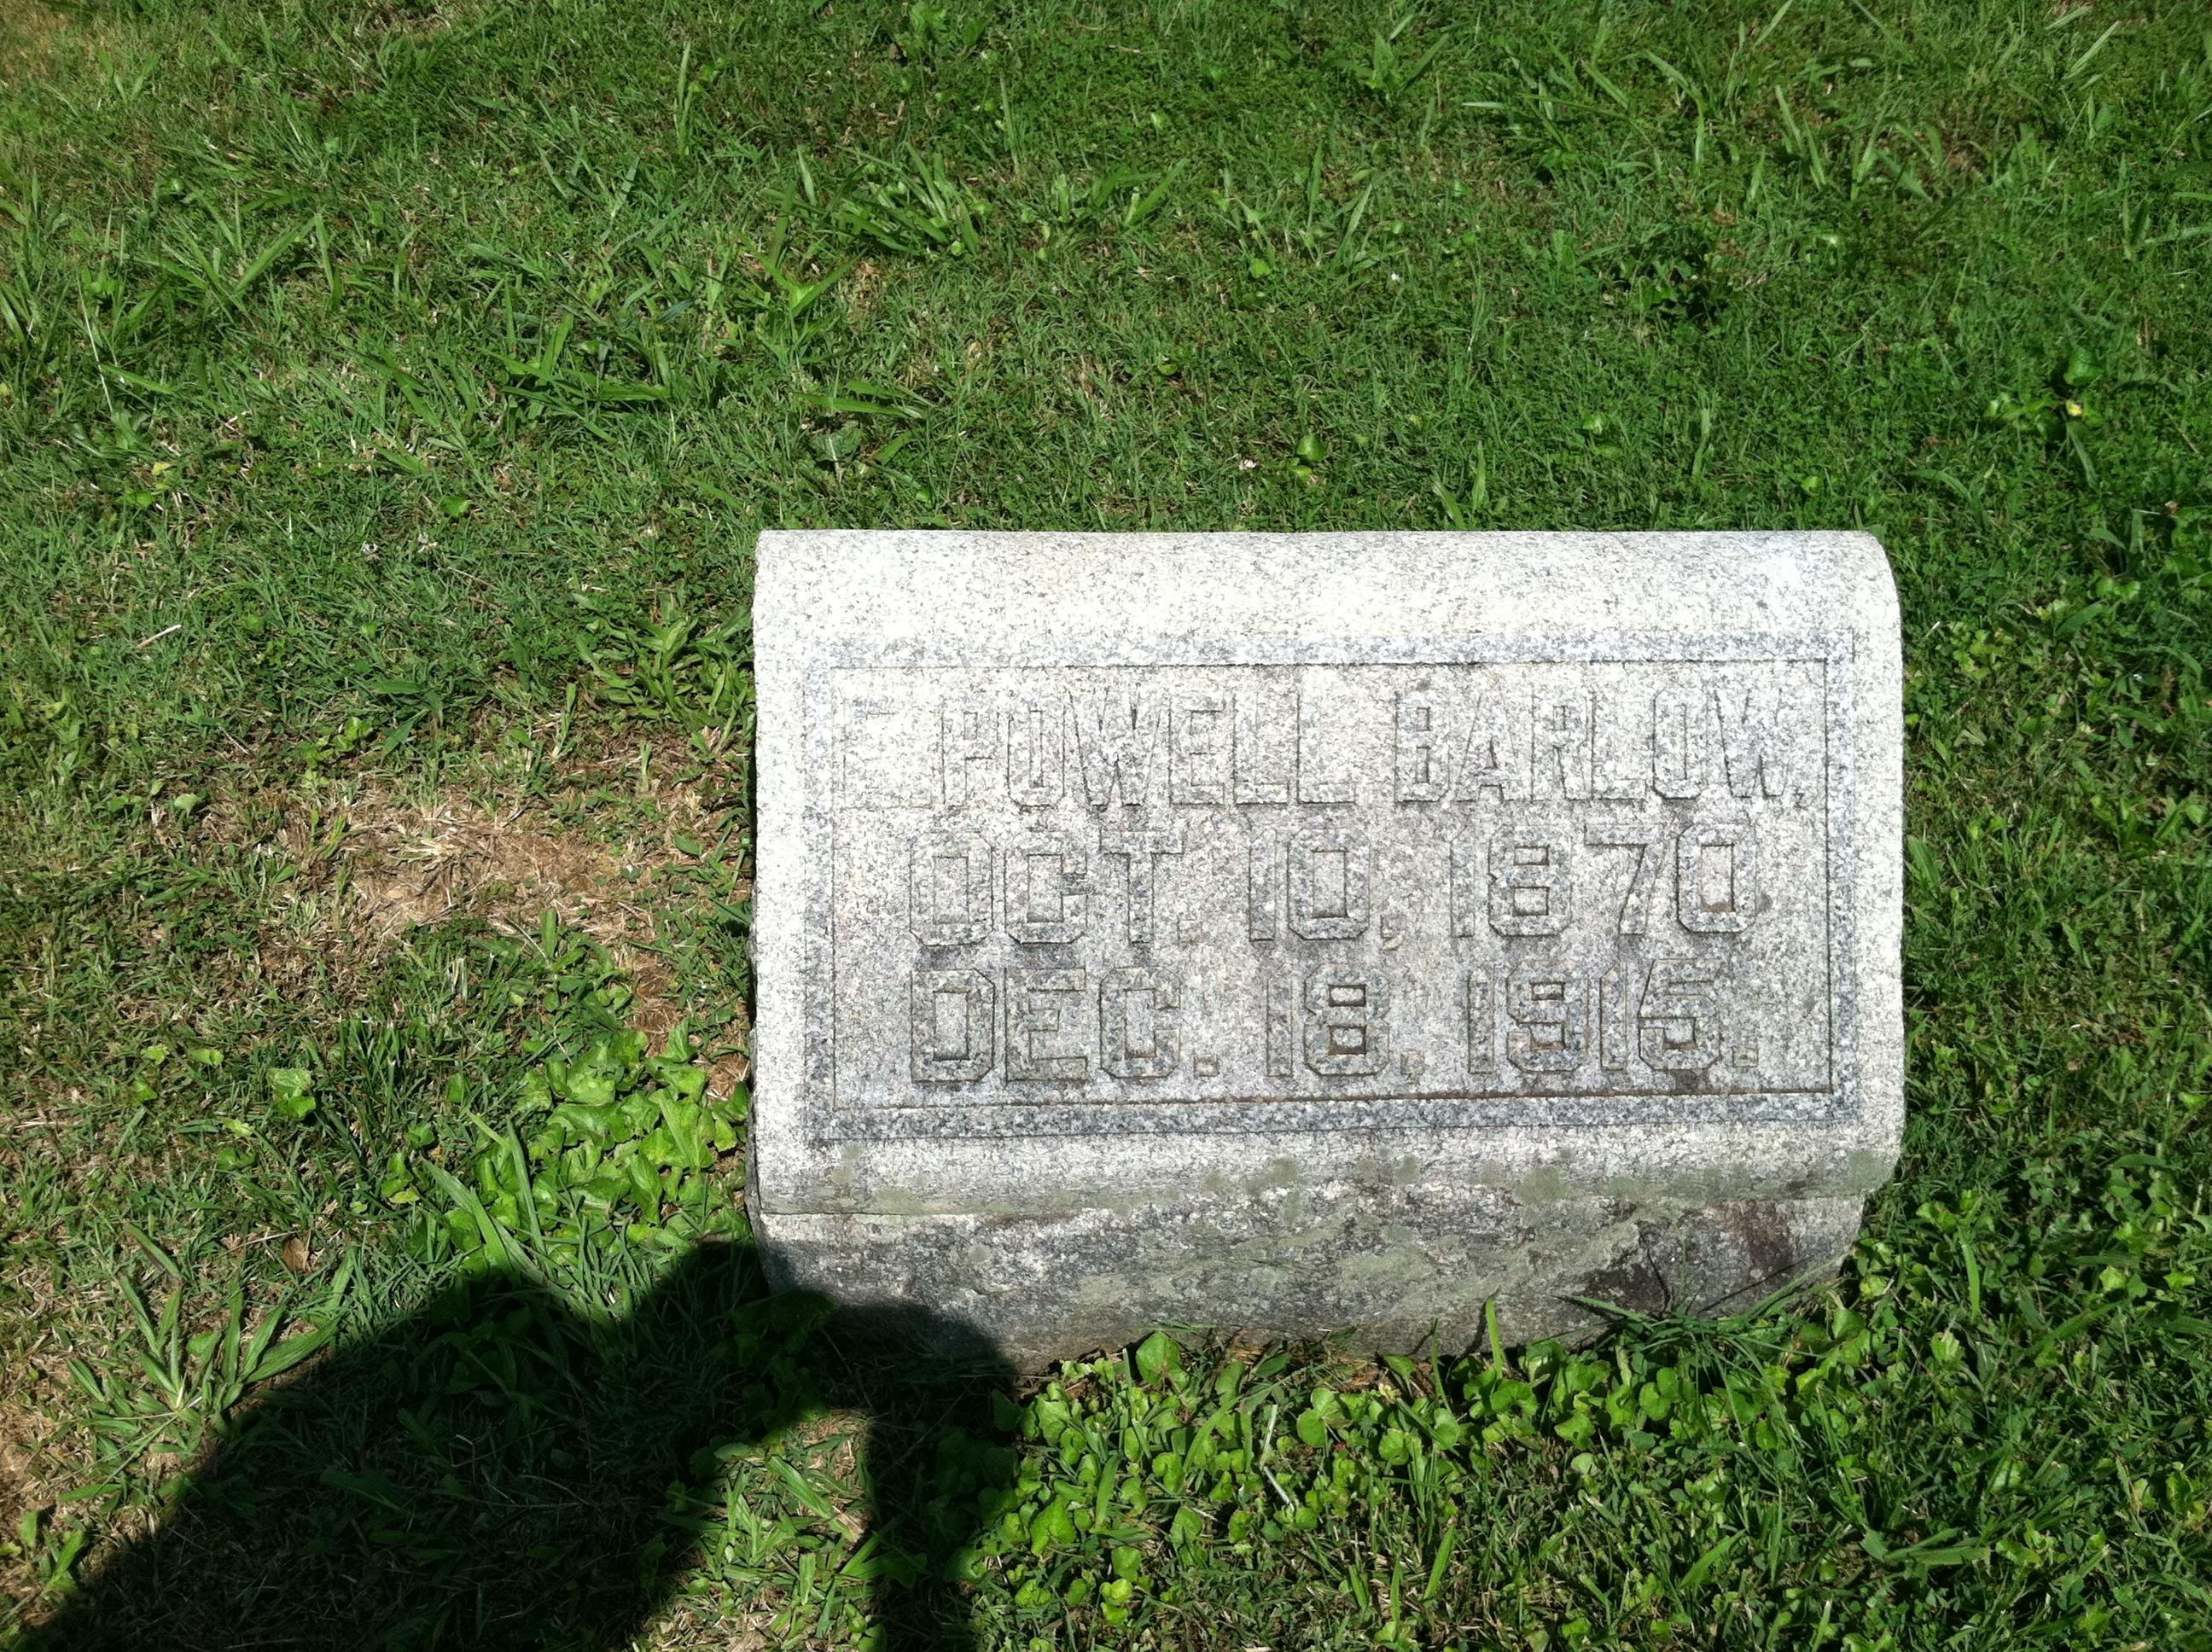 E. POWELL BARLOW,
OCT. 10, 1870
DEC. 18, 1915.